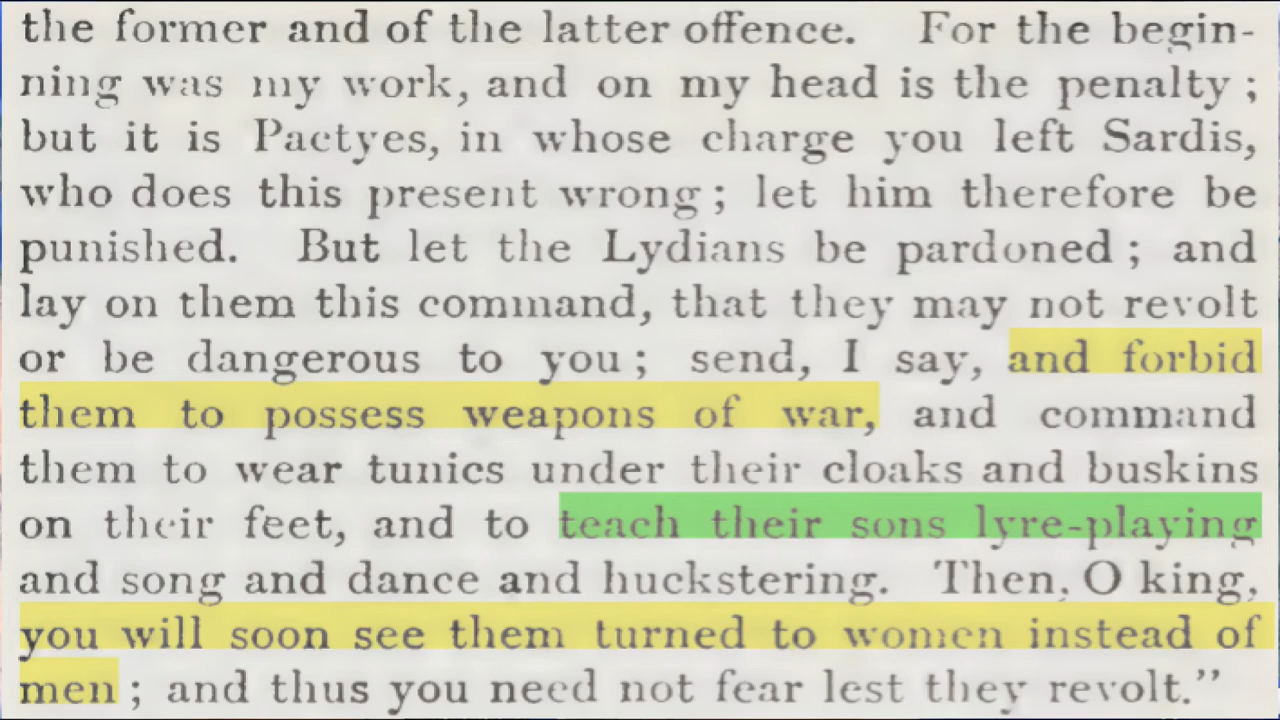 the former and of the latter offence. For the begin-
ning was my work, and on my head is the penalty ;
but it is Pactyes, in whose charge you left Sardis,
who does this present wrong ; let him therefore be
punished. But let the Lydians be pardoned ; and
lay on them this command, that they may not revolt
or be dangerous to you ; send, I say, and forbid
them to possess weapons of war, and command
them to wear tunics under their cloaks and buskins
on their feet, and to teach their sons lyre-playing
and song and dance and huckstering. Then, O king,
you will soon see them turned to women instead of
men ; and thus you need not fear lest they revolt.”